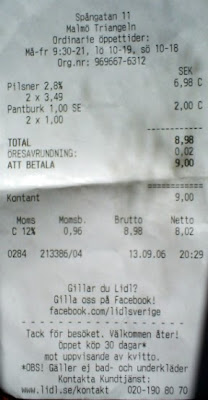 Spångatan 11
Malmö Triangeln
Ordinarie öppettider:
Må-fr 9:30-21, lö 10-19, sö 10-18
Org.nr: 969667-6312
SEK
Pilsner 2,8% 6,98 C
2 x 3,49
Pantburk 1,00 SE 2,00 C
2 x 1,00
TOTAL 8,98
ÖRESAVRUNDNING: 0,02
ATT BETALA 9,00
Kontant 9,00
Moms Momsb. Brutto Netto
C 12% 0,96 8,98 8,02
0284 213386/04 13.09.06 20:29
Gillar du Lidl?
Gilla oss på Facebook!
facebook.com/lidlsverige
Tack för besöket. Välkommen åter!
Öppet köp 30 dagar*
mot uppvisande av kvitto.
*OBS! Gäller ej bad- och underkläder
Kontakta Kundtjänst:
www.lidl.se/kontakt 020-190 80 70